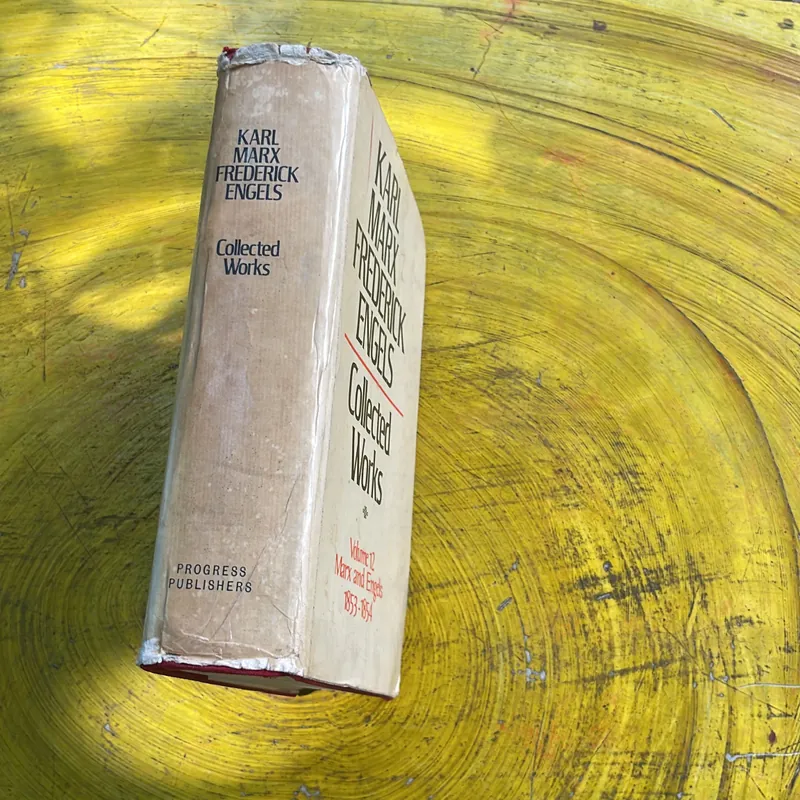 KARL
MARX
FREDERICK
ENGELS
Collected
Works
PROGRESS
PUBLISHERS
KARL
MARX
FREDERICK
ENGELS
Collected
Works
Volume 12
Marx and Engels
1853-1854